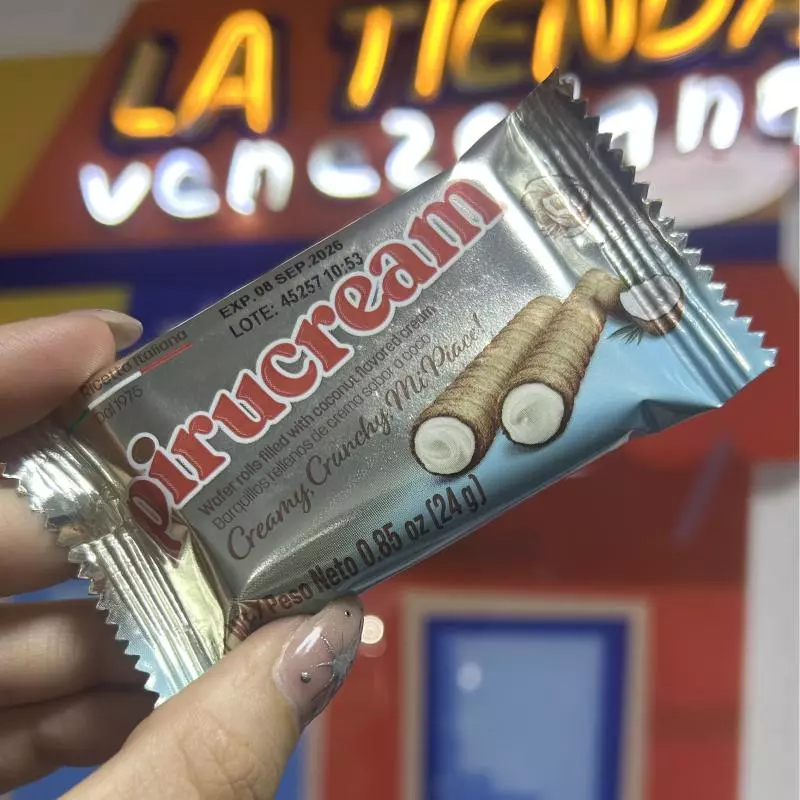 LA TIENDA
venezolana
EXP. 08 SEP. 2026
LOTE: 45257 10:53
Ricetta Italiana
Dal 1975
pirucream
Wafer rolls filled with coconut flavored cream
Barquillos rellenos de crema sabor a coco
Creamy, Crunchy, Mi Piace!
Peso Neto 0.85 oz (24 g)